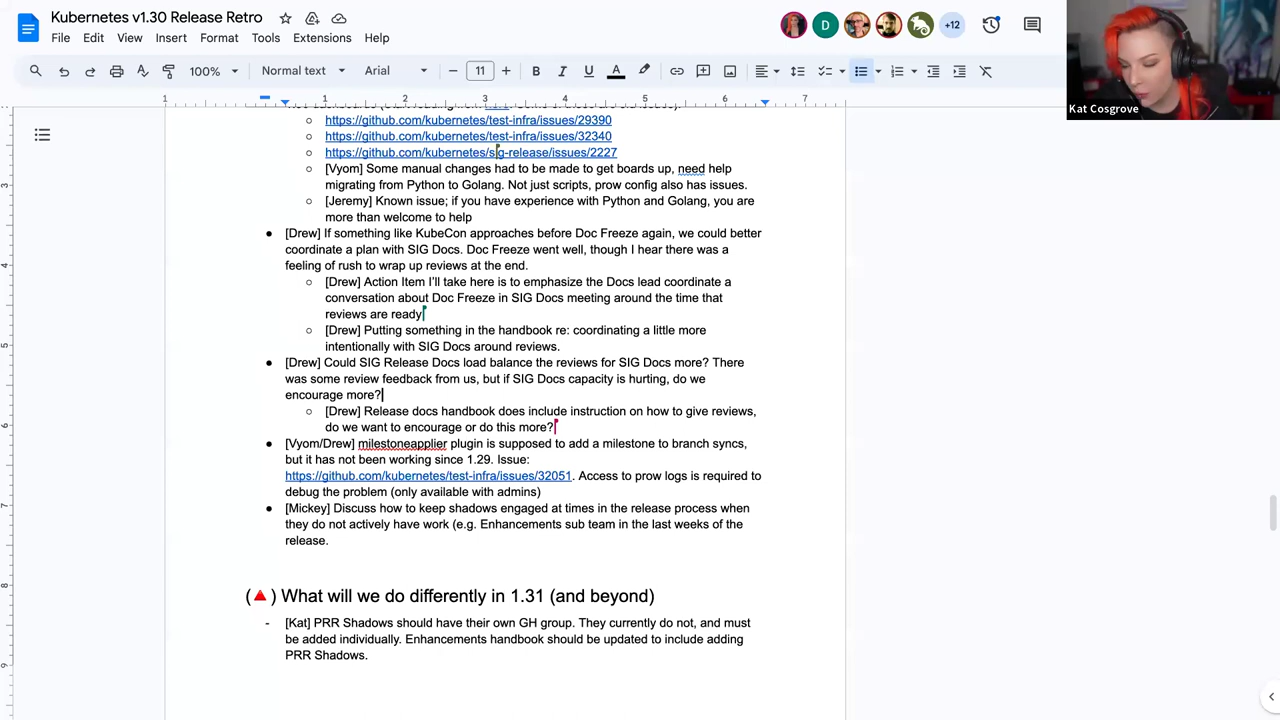 Kubernetes v1.30 Release Retro
File Edit View Insert Format Tools Extensions Help
D
+12
100% Normal text Arial 11
Kat Cosgrove
1 1 2 3 4 5 6 7
https://github.com/kubernetes/test-infra/issues/29390
https://github.com/kubernetes/test-infra/issues/32340
https://github.com/kubernetes/sig-release/issues/2227
[Vyom] Some manual changes had to be made to get boards up, need help
migrating from Python to Golang. Not just scripts, prow config also has issues.
[Jeremy] Known issue; if you have experience with Python and Golang, you are
more than welcome to help
[Drew] If something like KubeCon approaches before Doc Freeze again, we could better
coordinate a plan with SIG Docs. Doc Freeze went well, though I hear there was a
feeling of rush to wrap up reviews at the end.
[Drew] Action Item I'll take here is to emphasize the Docs lead coordinate a
conversation about Doc Freeze in SIG Docs meeting around the time that
reviews are ready
[Drew] Putting something in the handbook re: coordinating a little more
intentionally with SIG Docs around reviews.
[Drew] Could SIG Release Docs load balance the reviews for SIG Docs more? There
was some review feedback from us, but if SIG Docs capacity is hurting, do we
encourage more?
[Drew] Release docs handbook does include instruction on how to give reviews,
do we want to encourage or do this more?
[Vyom/Drew] milestoneapplier plugin is supposed to add a milestone to branch syncs,
but it has not been working since 1.29. Issue:
https://github.com/kubernetes/test-infra/issues/32051. Access to prow logs is required to
debug the problem (only available with admins)
[Mickey] Discuss how to keep shadows engaged at times in the release process when
they do not actively have work (e.g. Enhancements sub team in the last weeks of the
release.
(🔺) What will we do differently in 1.31 (and beyond)
- [Kat] PRR Shadows should have their own GH group. They currently do not, and must
be added individually. Enhancements handbook should be updated to include adding
PRR Shadows.
3
4
5
6
7
8
9